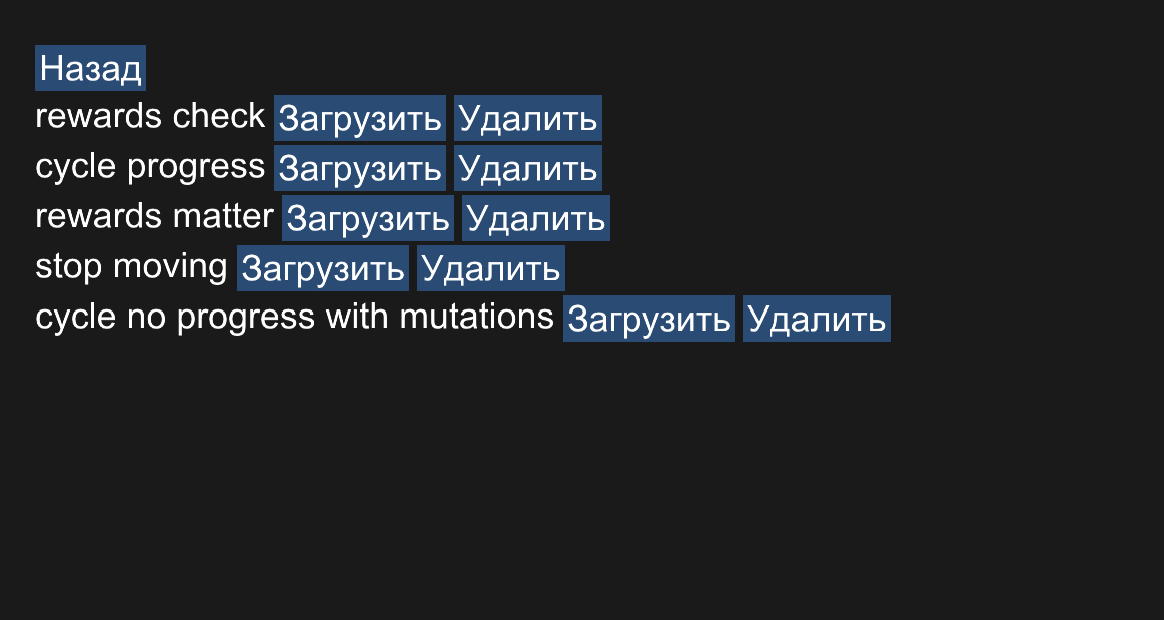 Назад
rewards check Загрузить Удалить
cycle progress Загрузить Удалить
rewards matter Загрузить Удалить
stop moving Загрузить Удалить
cycle no progress with mutations Загрузить Удалить